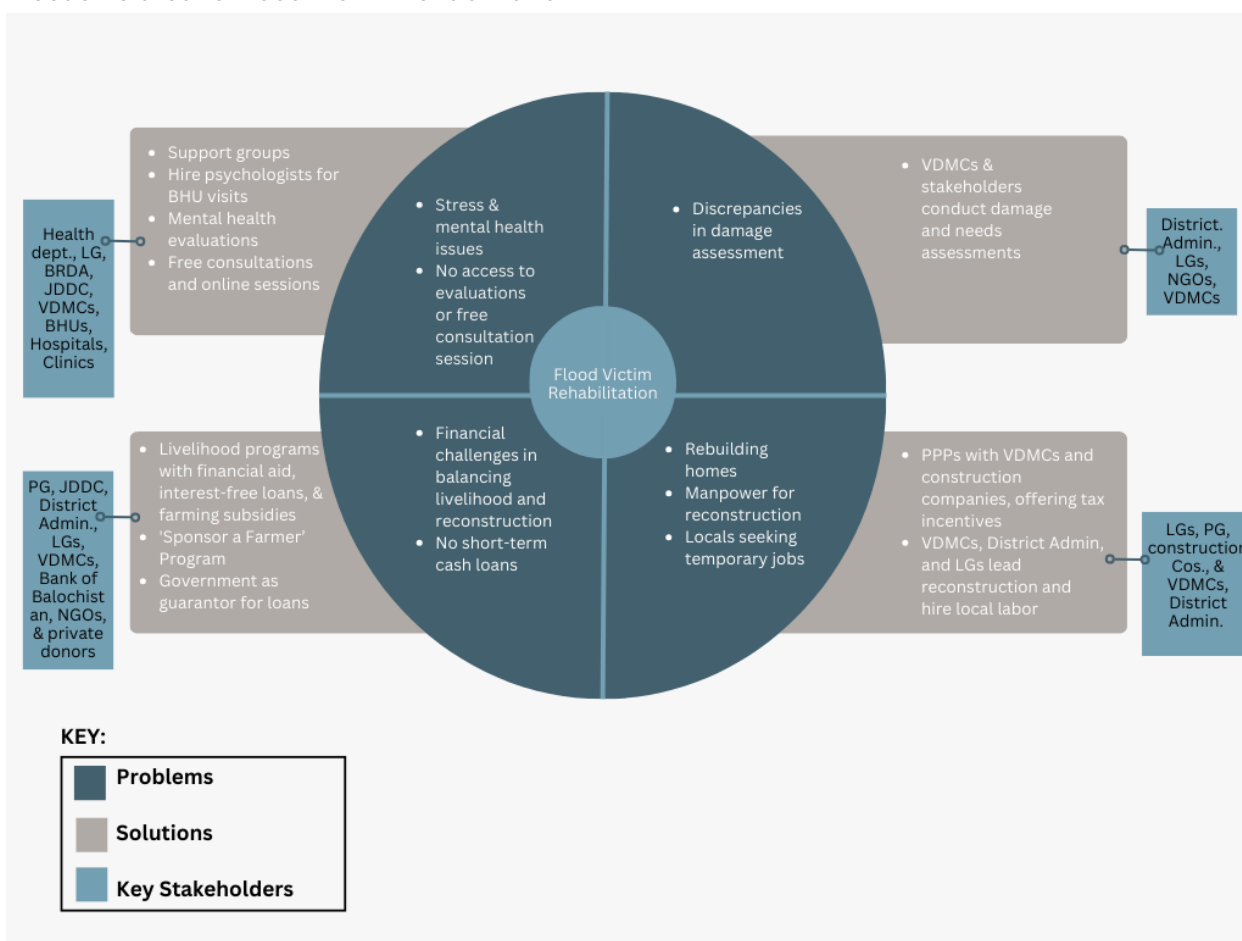 Health
dept., LG,
BRDA,
JDDC,
VDMCs,
BHUs,
Hospitals,
Clinics
• Support groups
• Hire psychologists for
BHU visits
• Mental health
evaluations
• Free consultations
and online sessions
• Stress &
mental health
issues
• No access to
evaluations
or free
consultation
session
• Discrepancies
in damage
assessment
• VDMCs &
stakeholders
conduct damage
and needs
assessments
District.
Admin.,
LGs,
NGOs,
VDMCs
Flood Victim
Rehabilitation
PG, JDDC,
District
Admin.,
LGs,
VDMCs,
Bank of
Balochist
an, NGOs,
& private
donors
• Livelihood programs
with financial aid,
interest-free loans, &
farming subsidies
• 'Sponsor a Farmer’
Program
• Government as
guarantor for loans
• Financial
challenges in
balancing
livelihood and
reconstruction
• No short-term
cash loans
• Rebuilding
homes
• Manpower for
reconstruction
• Locals seeking
temporary jobs
• PPPs with VDMCs and
construction
companies, offering tax
incentives
• VDMCs, District Admin,
and LGs lead
reconstruction and
hire local labor
LGs, PG,
construction
Cos., &
VDMCs,
District
Admin.
KEY:
Problems
Solutions
Key Stakeholders